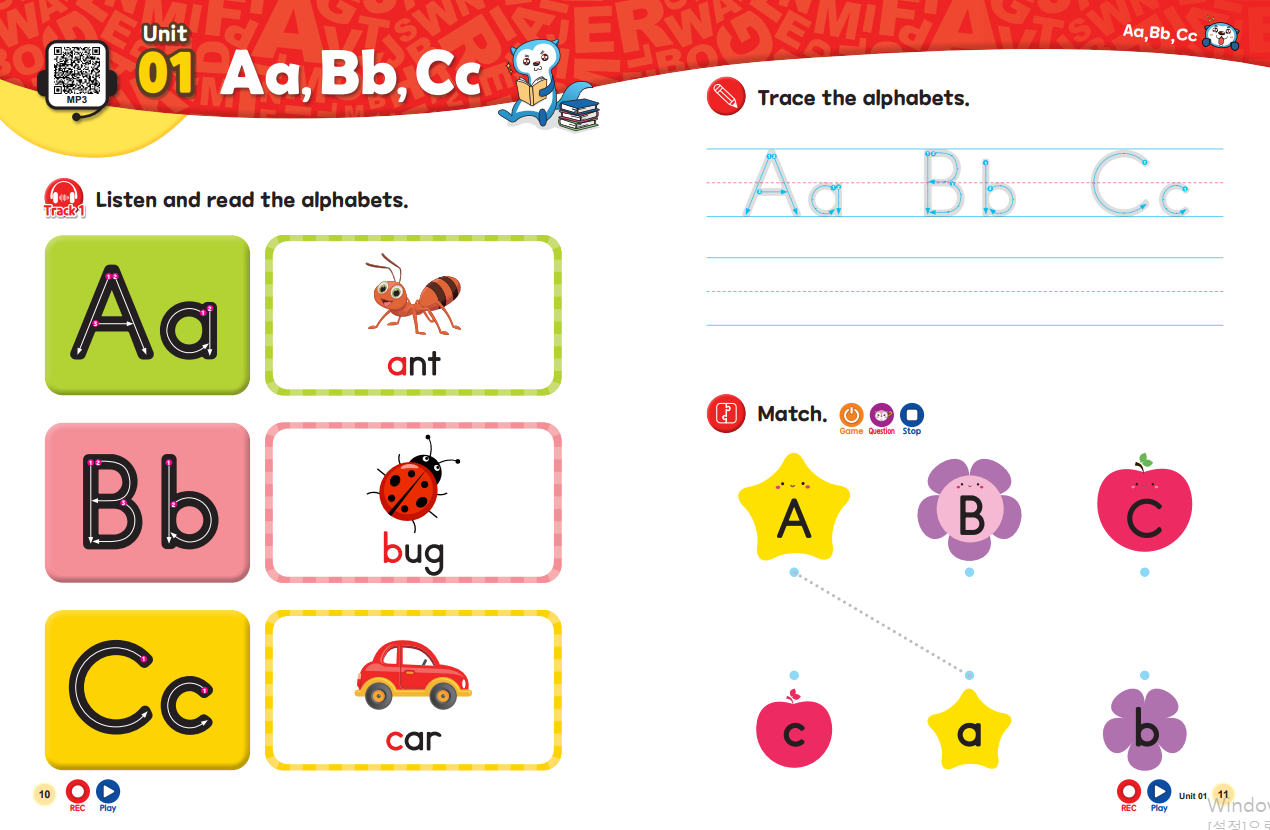 Unit
01
Aa, Bb, Cc
MP3
Track 1
Listen and read the alphabets.
Aa
ant
Bb
bug
Cc
car
10
REC
Play
Aa, Bb, Cc
Trace the alphabets.
Aa Bb Cc
Match.
Game
Question
Stop
A B C
c a b
REC
Play
Unit 01
11